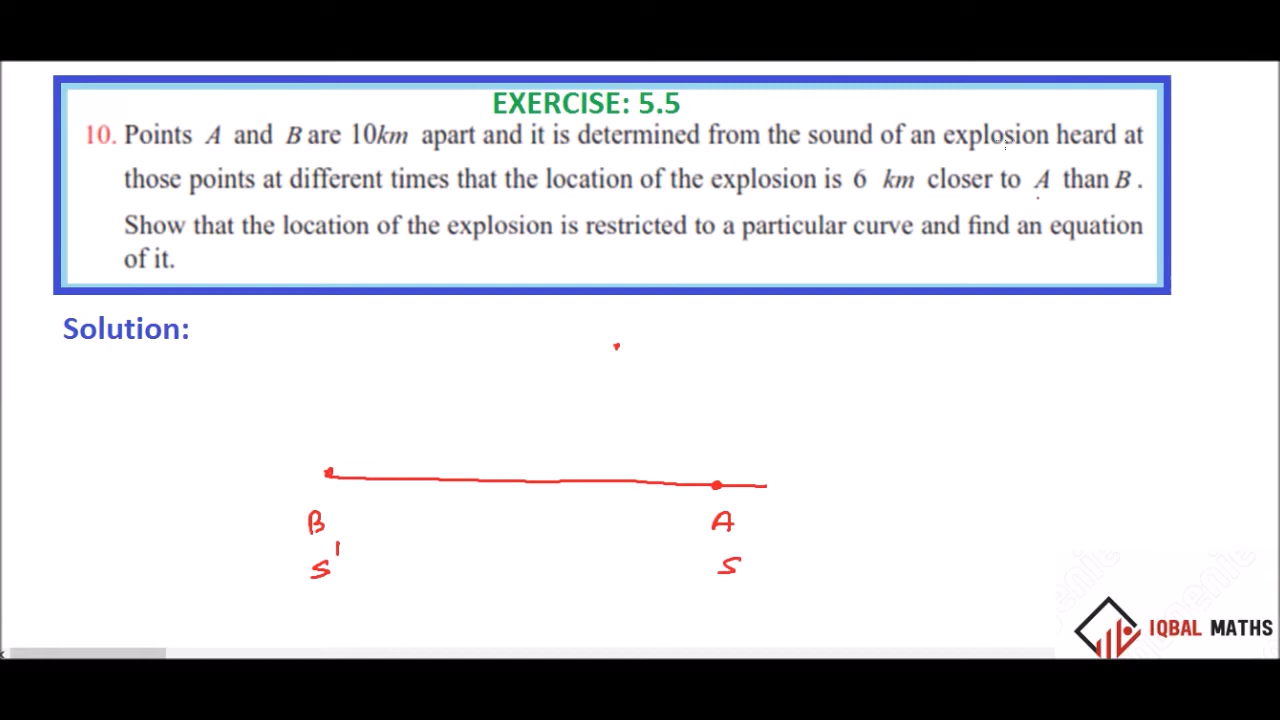 EXERCISE: 5.5
10. Points A and B are 10km apart and it is determined from the sound of an explosion heard at
those points at different times that the location of the explosion is 6 km closer to A than B .
Show that the location of the explosion is restricted to a particular curve and find an equation
of it.
Solution:
B A
S' S
IQBAL MATHS